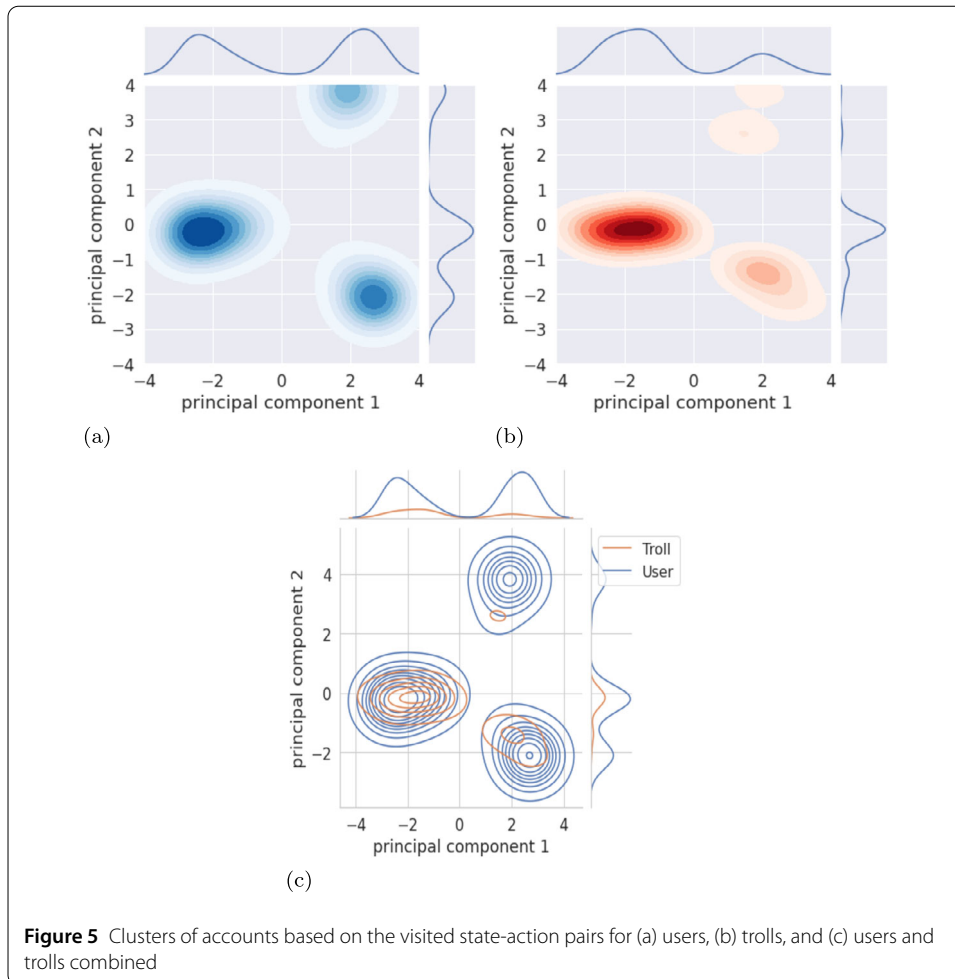 4
3
2
1
0
−1
−2
−3
−4
principal component 2
−4 −2 0 2 4
principal component 1
(a)
4
3
2
1
0
−1
−2
−3
−4
principal component 2
−4 −2 0 2 4
principal component 1
(b)
Troll
User
4
2
0
−2
principal component 2
−4 −2 0 2 4
principal component 1
(c)
Figure 5 Clusters of accounts based on the visited state-action pairs for (a) users, (b) trolls, and (c) users and
trolls combined